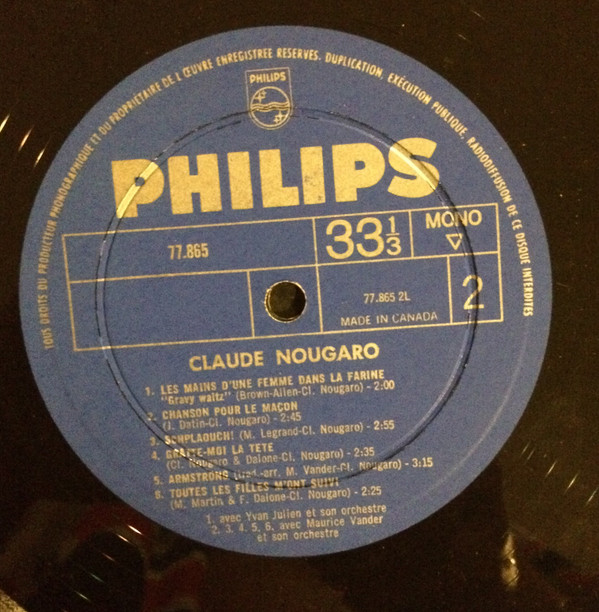 TOUS DROITS DU PRODUCTEUR PHONOGRAPHIQUE ET DU PROPRIÉTAIRE DE L'ŒUVRE ENREGISTREE RESERVES. DUPLICATION, EXÉCUTION PUBLIQUE, RADIODIFFUSION DE CE DISQUE INTERDITES
PHILIPS
PHILIPS
77.865
33 1/3
MONO
77.865 2L
MADE IN CANADA
2
CLAUDE NOUGARO
1. LES MAINS D'UNE FEMME DANS LA FARINE
"Gravy waltz" (Brown-Allen-Cl. Nougaro) - 2:00
2. CHANSON POUR LE MAÇON
(J. Datin-Cl. Nougaro) - 2:45
3. SCHPLAOUCH! (M. Legrand-Cl. Nougaro) - 2:55
4. GRATTE-MOI LA TETE
(Cl. Nougaro & Daione-Cl. Nougaro) - 2:35
5. ARMSTRONG (Trad.-arr. M. Vander-Cl. Nougaro) - 3:15
6. TOUTES LES FILLES M'ONT SUIVI
(M. Martin & F. Daione-Cl. Nougaro) - 2:25
1. avec Yvan Julien et son orchestre
2. 3. 4. 5. 6. avec Maurice Vander
et son orchestre